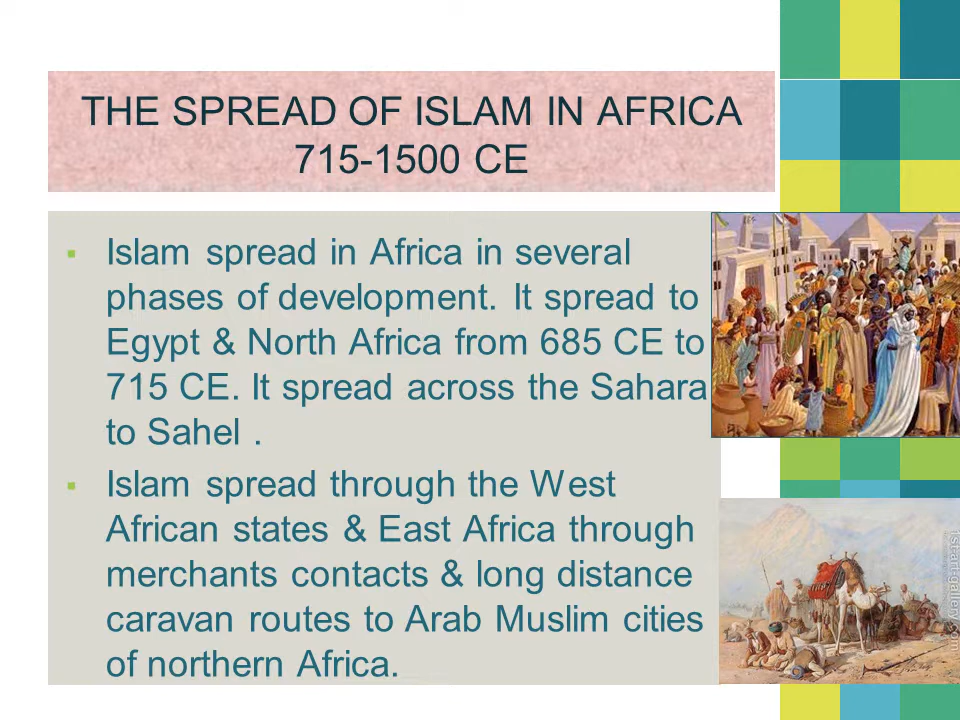 THE SPREAD OF ISLAM IN AFRICA
715-1500 CE
▪ Islam spread in Africa in several
phases of development. It spread to
Egypt & North Africa from 685 CE to
715 CE. It spread across the Sahara
to Sahel .
▪ Islam spread through the West
African states & East Africa through
merchants contacts & long distance
caravan routes to Arab Muslim cities
of northern Africa.